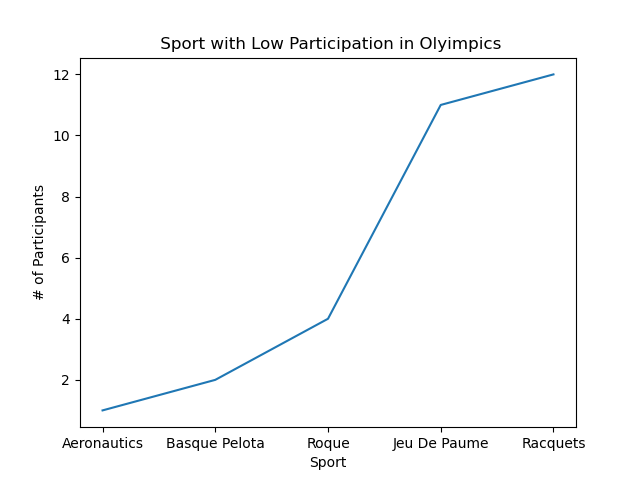 Sport with Low Participation in Olyimpics
12
10
8
6
4
2
# of Participants
Aeronautics Basque Pelota Roque Jeu De Paume Racquets
Sport